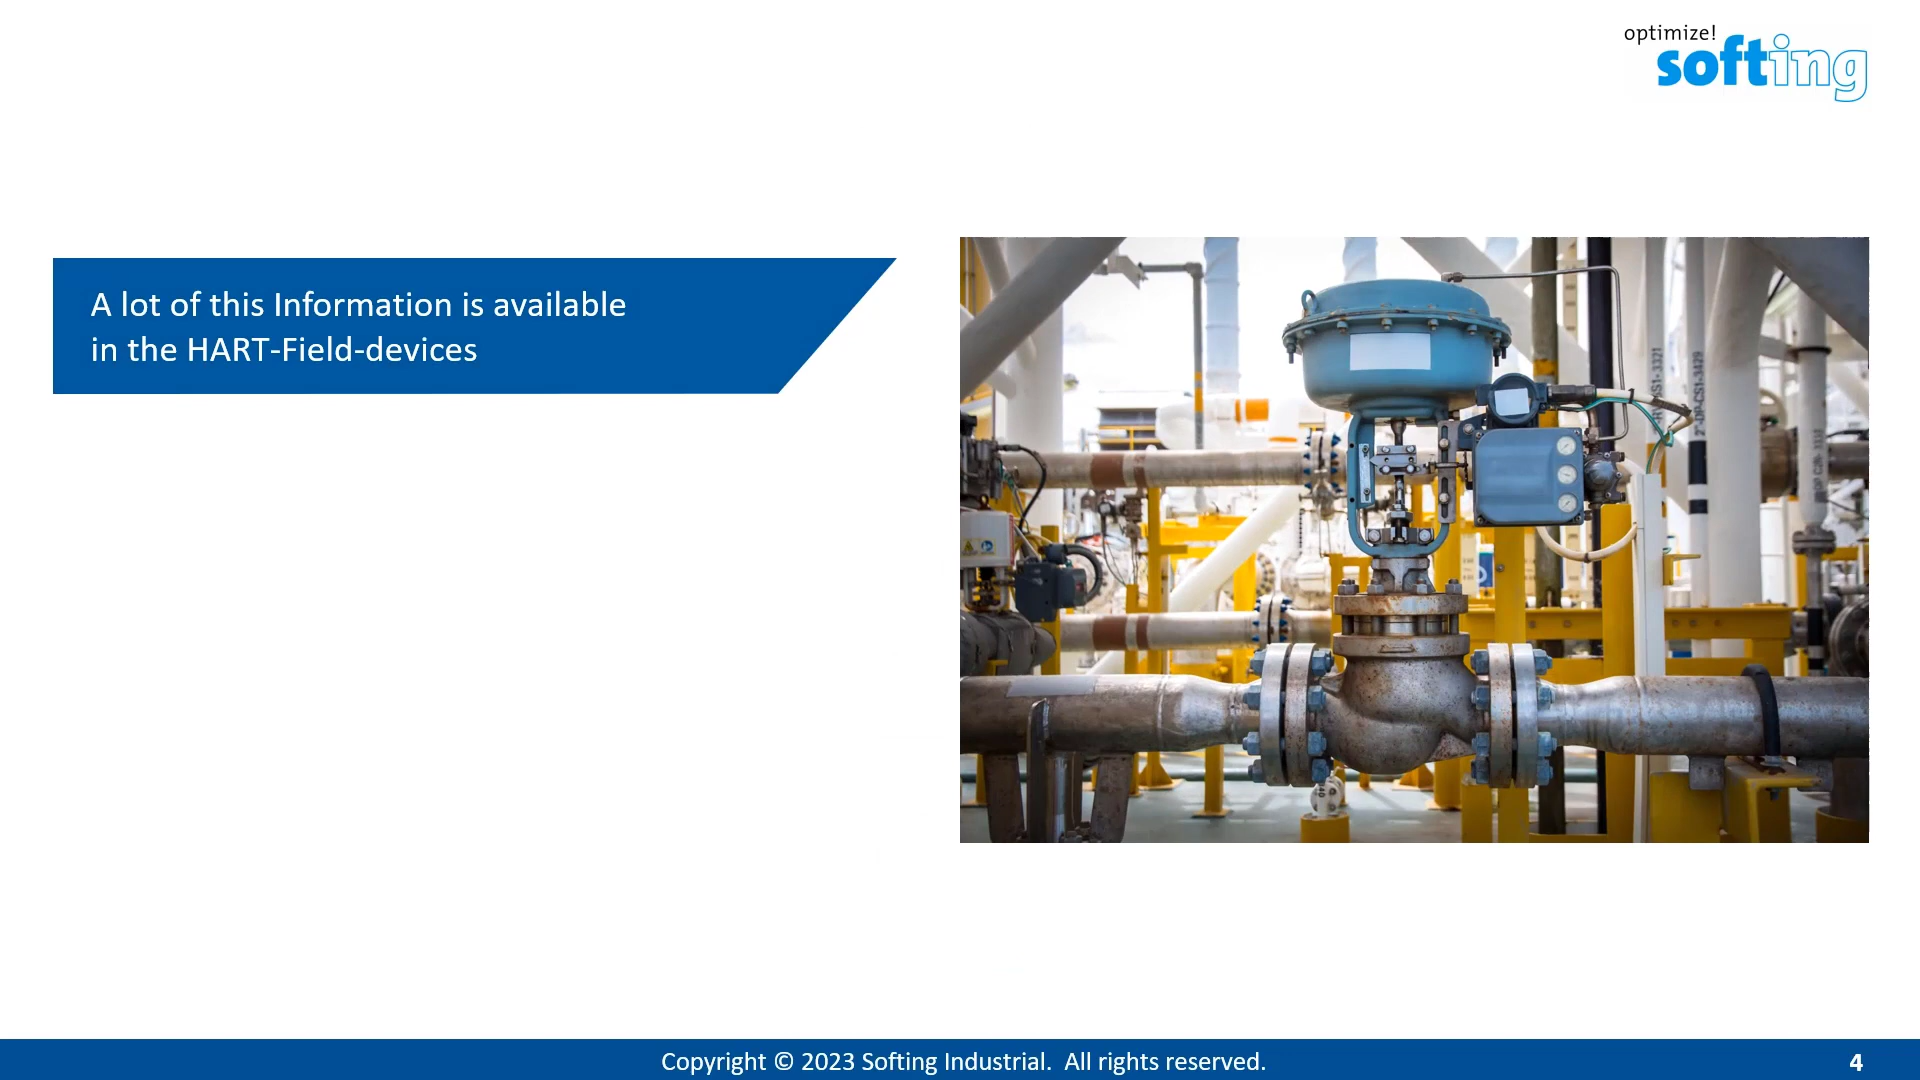 optimize!
softing
A lot of this Information is available
in the HART-Field-devices
Copyright © 2023 Softing Industrial.  All rights reserved.
4